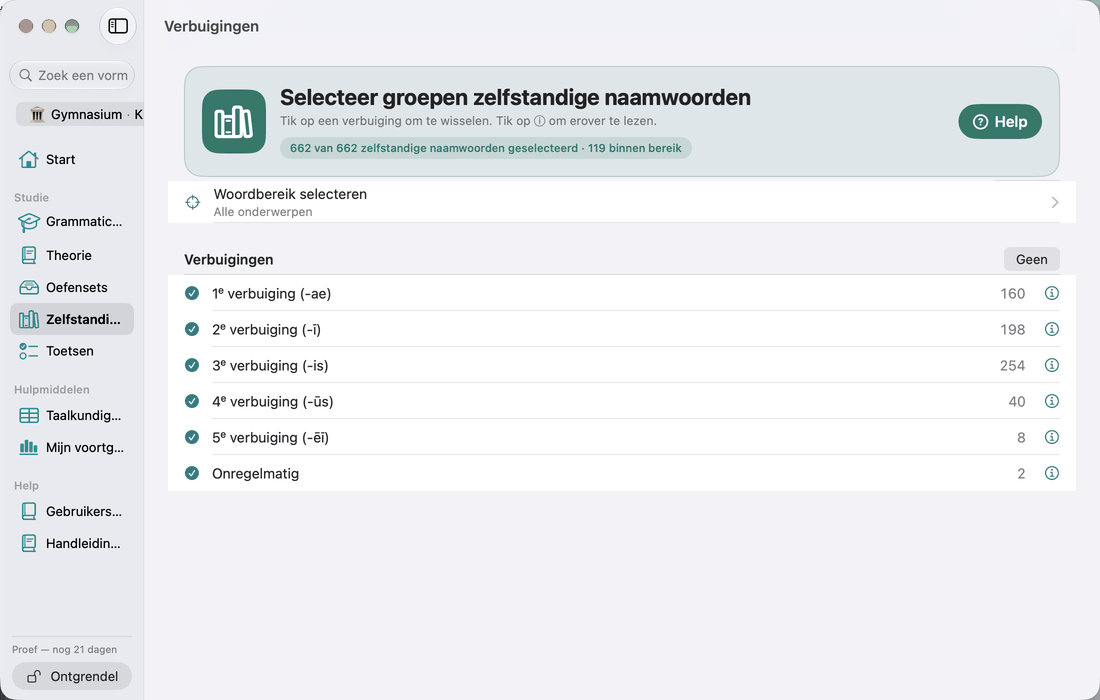 Verbuigingen
Zoek een vorm
Gymnasium · K
Start
Studie
Grammatic...
Theorie
Oefensets
Zelfstandi...
Toetsen
Hulpmiddelen
Taalkundig...
Mijn voortg...
Help
Gebruikers...
Handleidin...
Proef — nog 21 dagen
Ontgrendel
Selecteer groepen zelfstandige naamwoorden
Tik op een verbuiging om te wisselen. Tik op ⓘ om erover te lezen.
662 van 662 zelfstandige naamwoorden geselecteerd · 119 binnen bereik
Help
Woordbereik selecteren
Alle onderwerpen
Verbuigingen
Geen
1ᵉ verbuiging (-ae) 160
2ᵉ verbuiging (-ī) 198
3ᵉ verbuiging (-is) 254
4ᵉ verbuiging (-ūs) 40
5ᵉ verbuiging (-ēī) 8
Onregelmatig 2